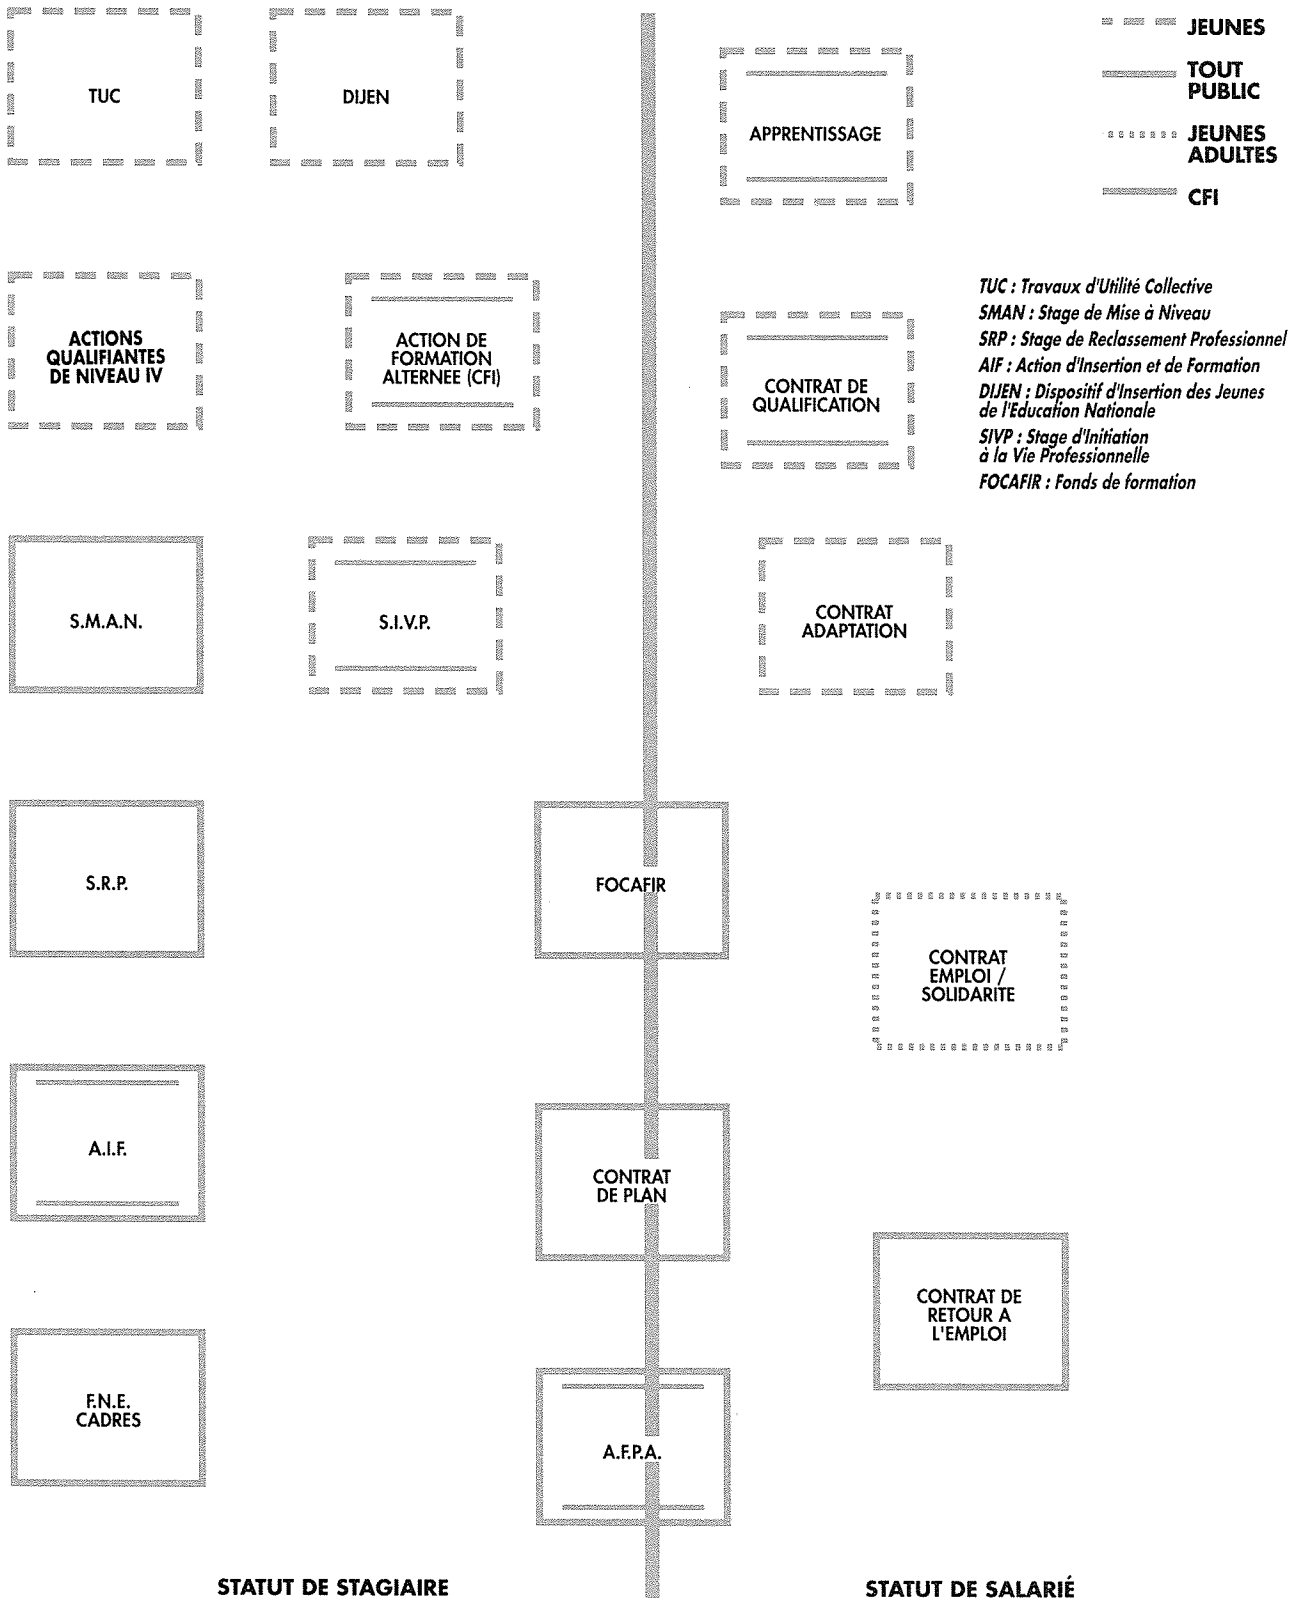 TUC
DIJEN
APPRENTISSAGE
JEUNES
TOUT
PUBLIC
JEUNES
ADULTES
CFI
ACTIONS
QUALIFIANTES
DE NIVEAU IV
ACTION DE
FORMATION
ALTERNEE (CFI)
CONTRAT DE
QUALIFICATION
TUC : Travaux d'Utilité Collective
SMAN : Stage de Mise à Niveau
SRP : Stage de Reclassement Professionnel
AIF : Action d'Insertion et de Formation
DIJEN : Dispositif d'Insertion des Jeunes
de l'Education Nationale
SIVP : Stage d'Initiation
à la Vie Professionnelle
FOCAFIR : Fonds de formation
S.M.A.N.
S.I.V.P.
CONTRAT
ADAPTATION
S.R.P.
FOCAFIR
CONTRAT
EMPLOI /
SOLIDARITE
A.I.F.
CONTRAT
DE PLAN
CONTRAT DE
RETOUR A
L'EMPLOI
F.N.E.
CADRES
A.F.P.A.
STATUT DE STAGIAIRE
STATUT DE SALARIÉ